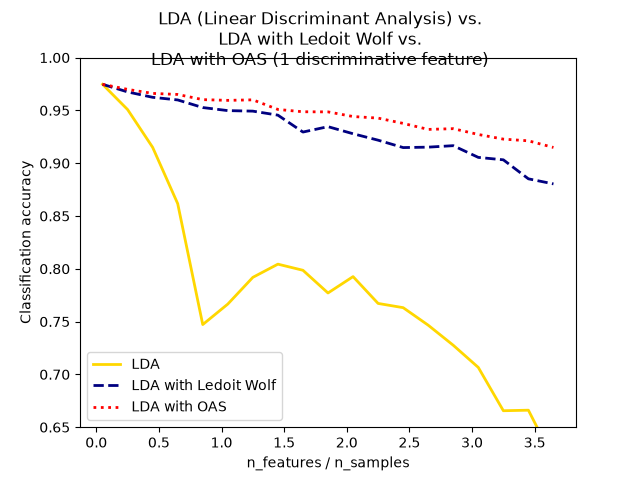 LDA (Linear Discriminant Analysis) vs.
LDA with Ledoit Wolf vs.
LDA with OAS (1 discriminative feature)
1.00
0.95
0.90
0.85
0.80
0.75
0.70
0.65
Classification accuracy
LDA
LDA with Ledoit Wolf
LDA with OAS
0.0 0.5 1.0 1.5 2.0 2.5 3.0 3.5
n_features / n_samples